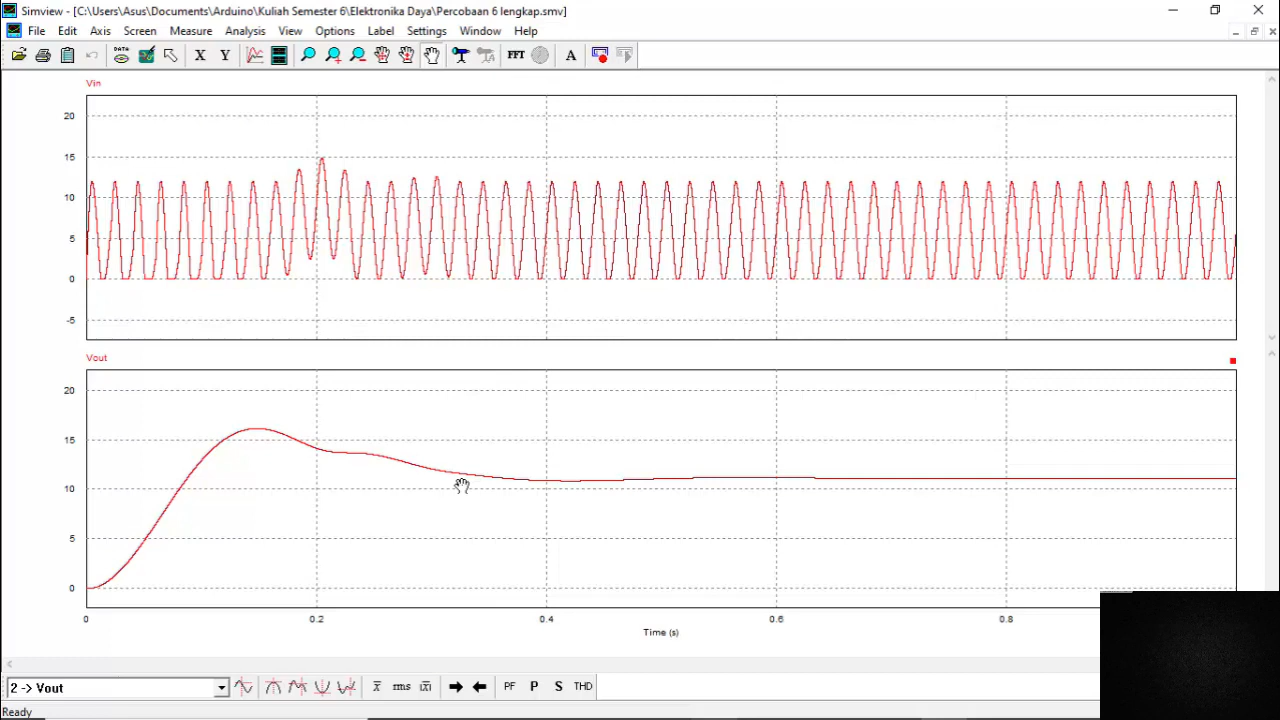 Simview - [C:\Users\Asus\Documents\Arduino\Kuliah Semester 6\Elektronika Daya\Percobaan 6 lengkap.smv]
File Edit Axis Screen Measure Analysis View Options Label Settings Window Help
DATA X Y FFT A
Vin
20
15
10
5
0
-5
Vout
20
15
10
5
0
0 0.2 0.4 0.6 0.8
Time (s)
2 -> Vout x rms |x| PF P S THD
Ready